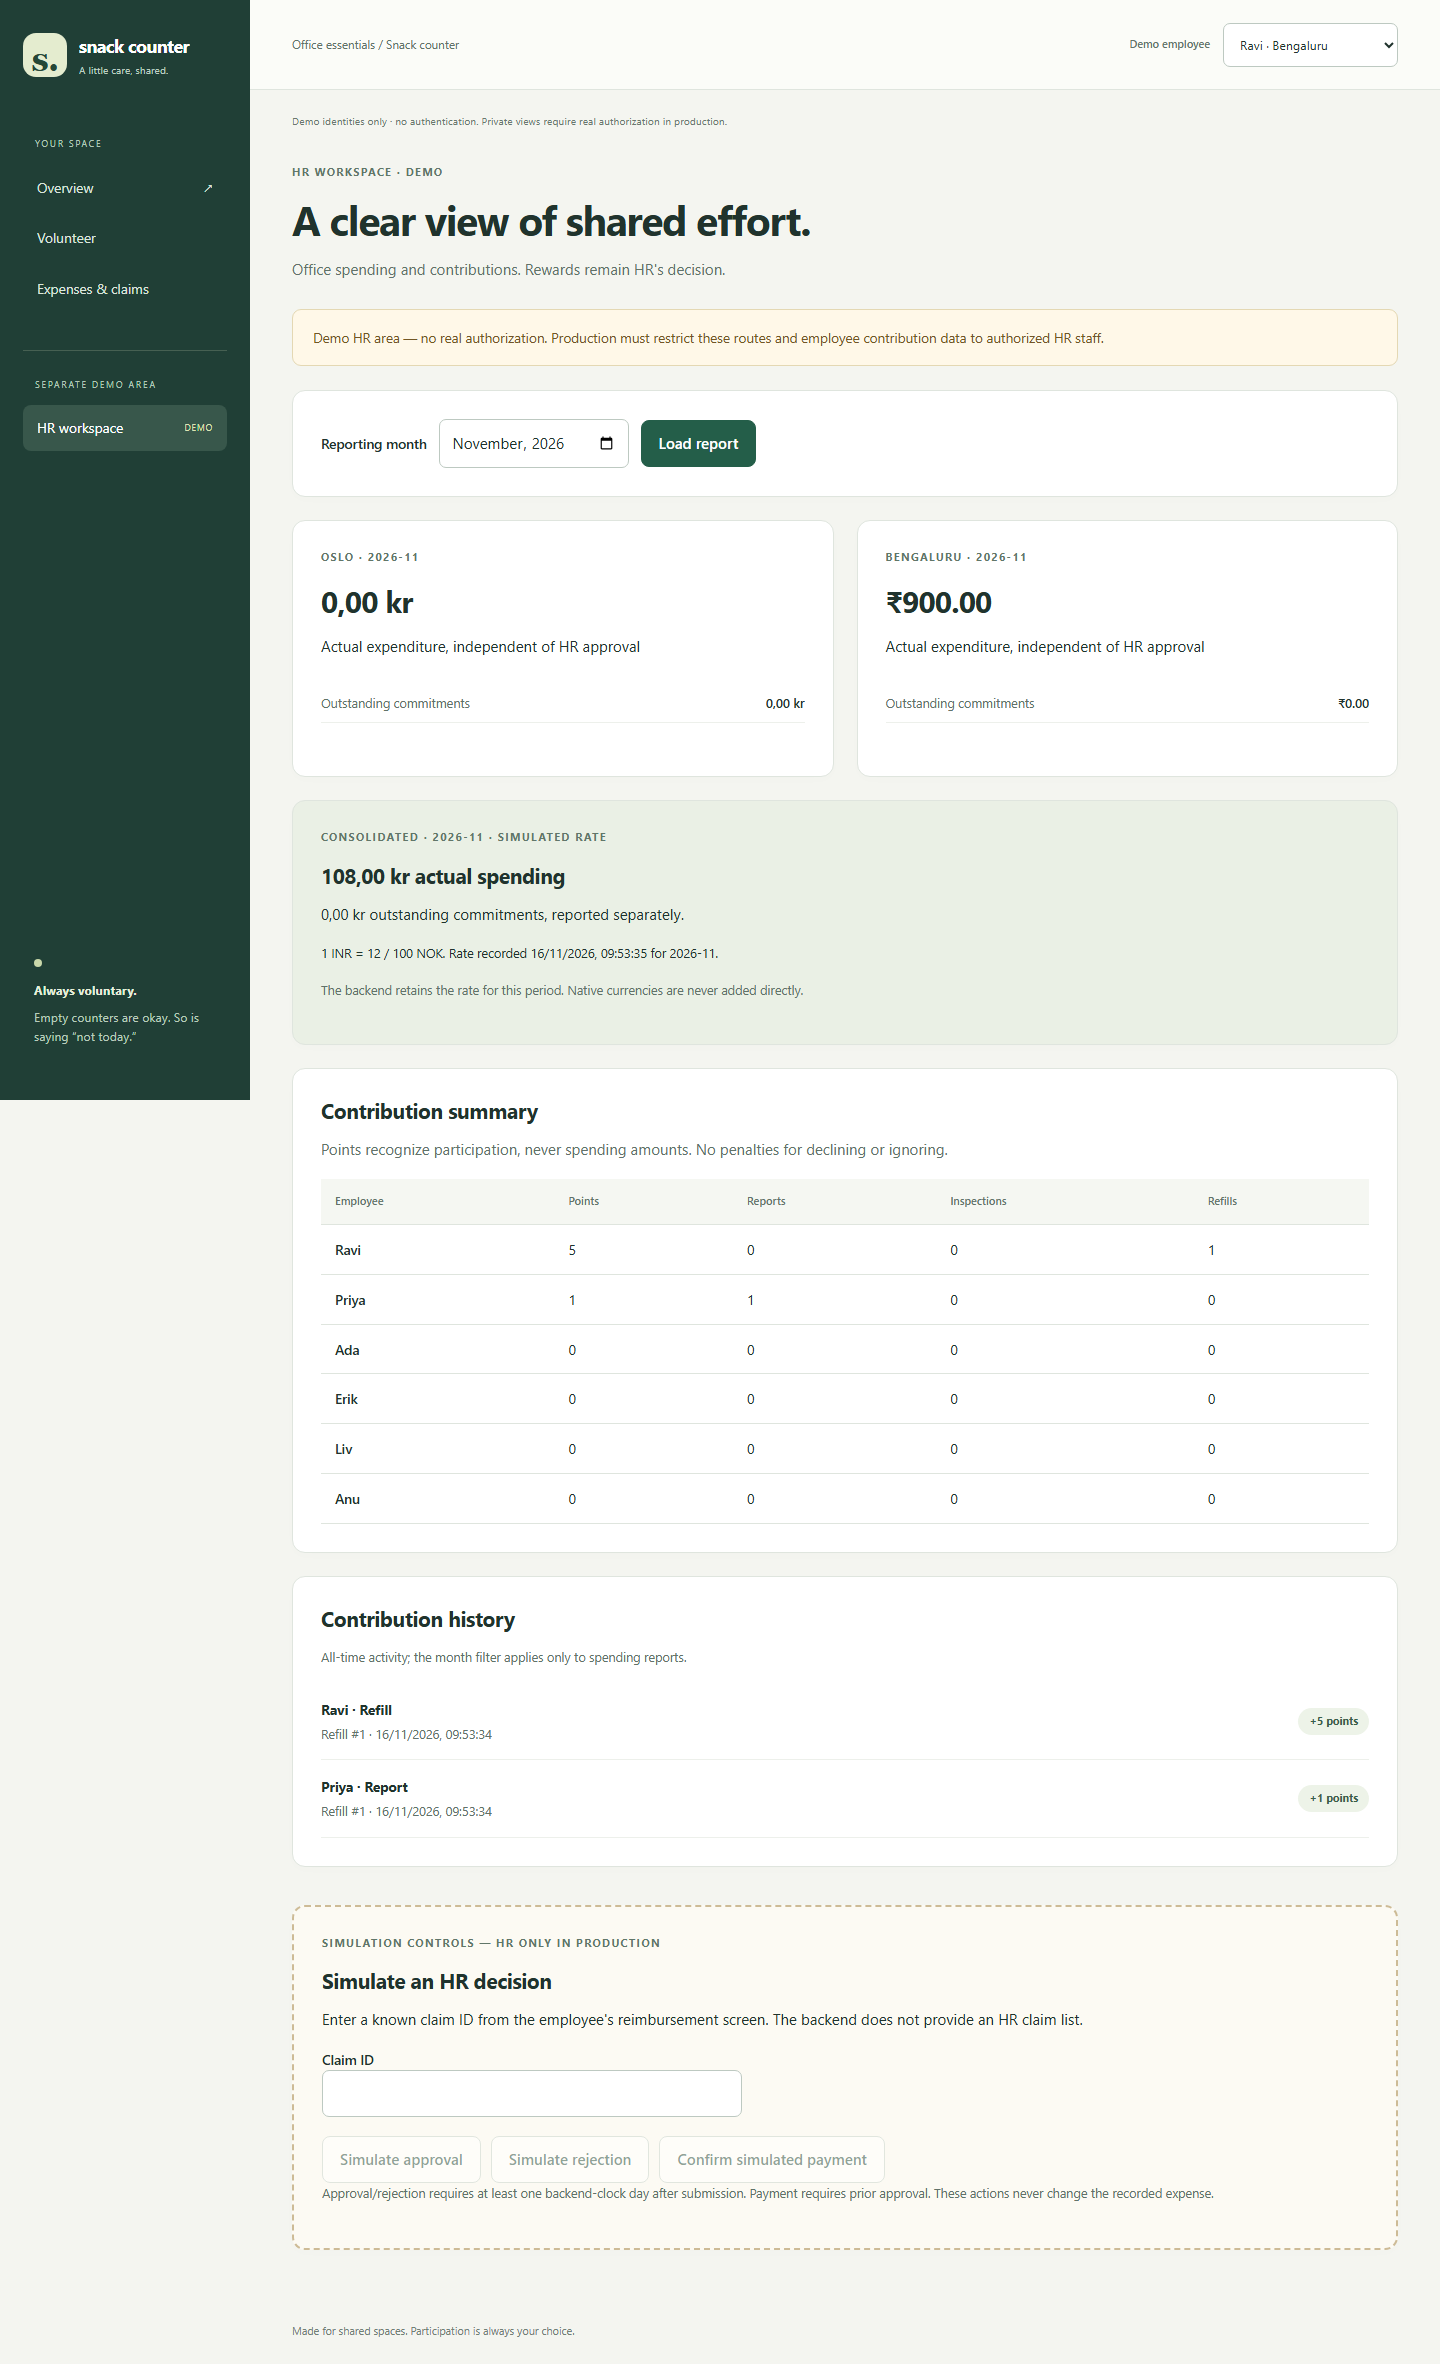 s.
snack counter
A little care, shared.
YOUR SPACE
Overview ↗
Volunteer
Expenses & claims
SEPARATE DEMO AREA
HR workspace DEMO
Always voluntary.
Empty counters are okay. So is
saying “not today.”
Office essentials / Snack counter
Demo employee Ravi · Bengaluru
Demo identities only · no authentication. Private views require real authorization in production.
HR WORKSPACE · DEMO
A clear view of shared effort.
Office spending and contributions. Rewards remain HR's decision.
Demo HR area — no real authorization. Production must restrict these routes and employee contribution data to authorized HR staff.
Reporting month November, 2026 Load report
OSLO · 2026-11
0,00 kr
Actual expenditure, independent of HR approval
Outstanding commitments 0,00 kr
BENGALURU · 2026-11
₹900.00
Actual expenditure, independent of HR approval
Outstanding commitments ₹0.00
CONSOLIDATED · 2026-11 · SIMULATED RATE
108,00 kr actual spending
0,00 kr outstanding commitments, reported separately.
1 INR = 12 / 100 NOK. Rate recorded 16/11/2026, 09:53:35 for 2026-11.
The backend retains the rate for this period. Native currencies are never added directly.
Contribution summary
Points recognize participation, never spending amounts. No penalties for declining or ignoring.
Employee Points Reports Inspections Refills
Ravi 5 0 0 1
Priya 1 1 0 0
Ada 0 0 0 0
Erik 0 0 0 0
Liv 0 0 0 0
Anu 0 0 0 0
Contribution history
All-time activity; the month filter applies only to spending reports.
Ravi · Refill
Refill #1 · 16/11/2026, 09:53:34
+5 points
Priya · Report
Refill #1 · 16/11/2026, 09:53:34
+1 points
SIMULATION CONTROLS — HR ONLY IN PRODUCTION
Simulate an HR decision
Enter a known claim ID from the employee's reimbursement screen. The backend does not provide an HR claim list.
Claim ID
Simulate approval Simulate rejection Confirm simulated payment
Approval/rejection requires at least one backend-clock day after submission. Payment requires prior approval. These actions never change the recorded expense.
Made for shared spaces. Participation is always your choice.